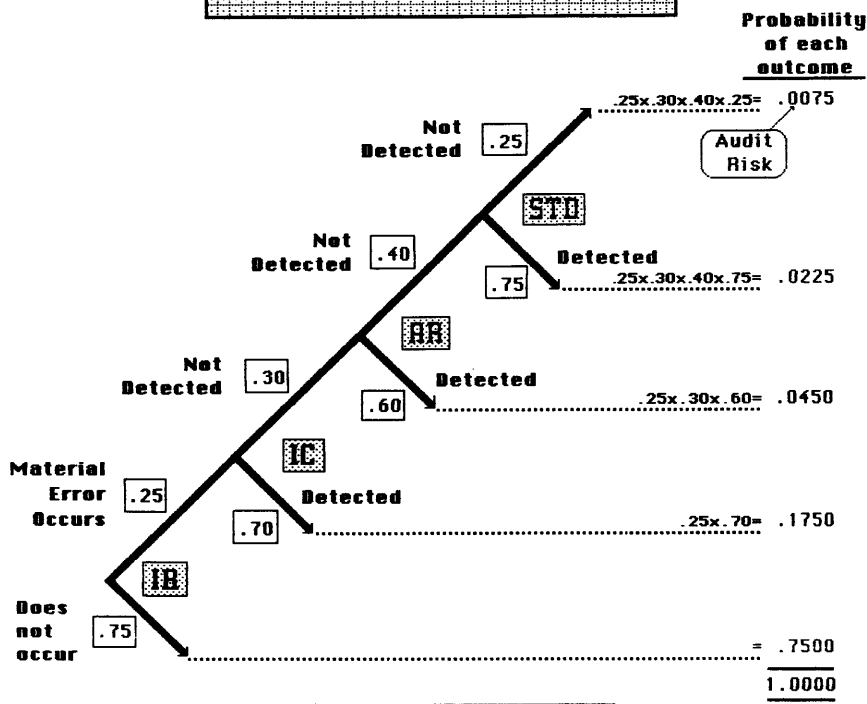 Probability
of each
outcome
.25x.30x.40x.25= .0075
Audit
Risk
Not
Detected
.25
STD
Not
Detected
.40
Detected
.75
.25x.30x.40x.75= .0225
AR
Not
Detected
.30
Detected
.60
.25x.30x.60= .0450
IC
Material
Error
Occurs
.25
Detected
.70
.25x.70= .1750
IR
Does
not
occur
.75
= .7500
1.0000